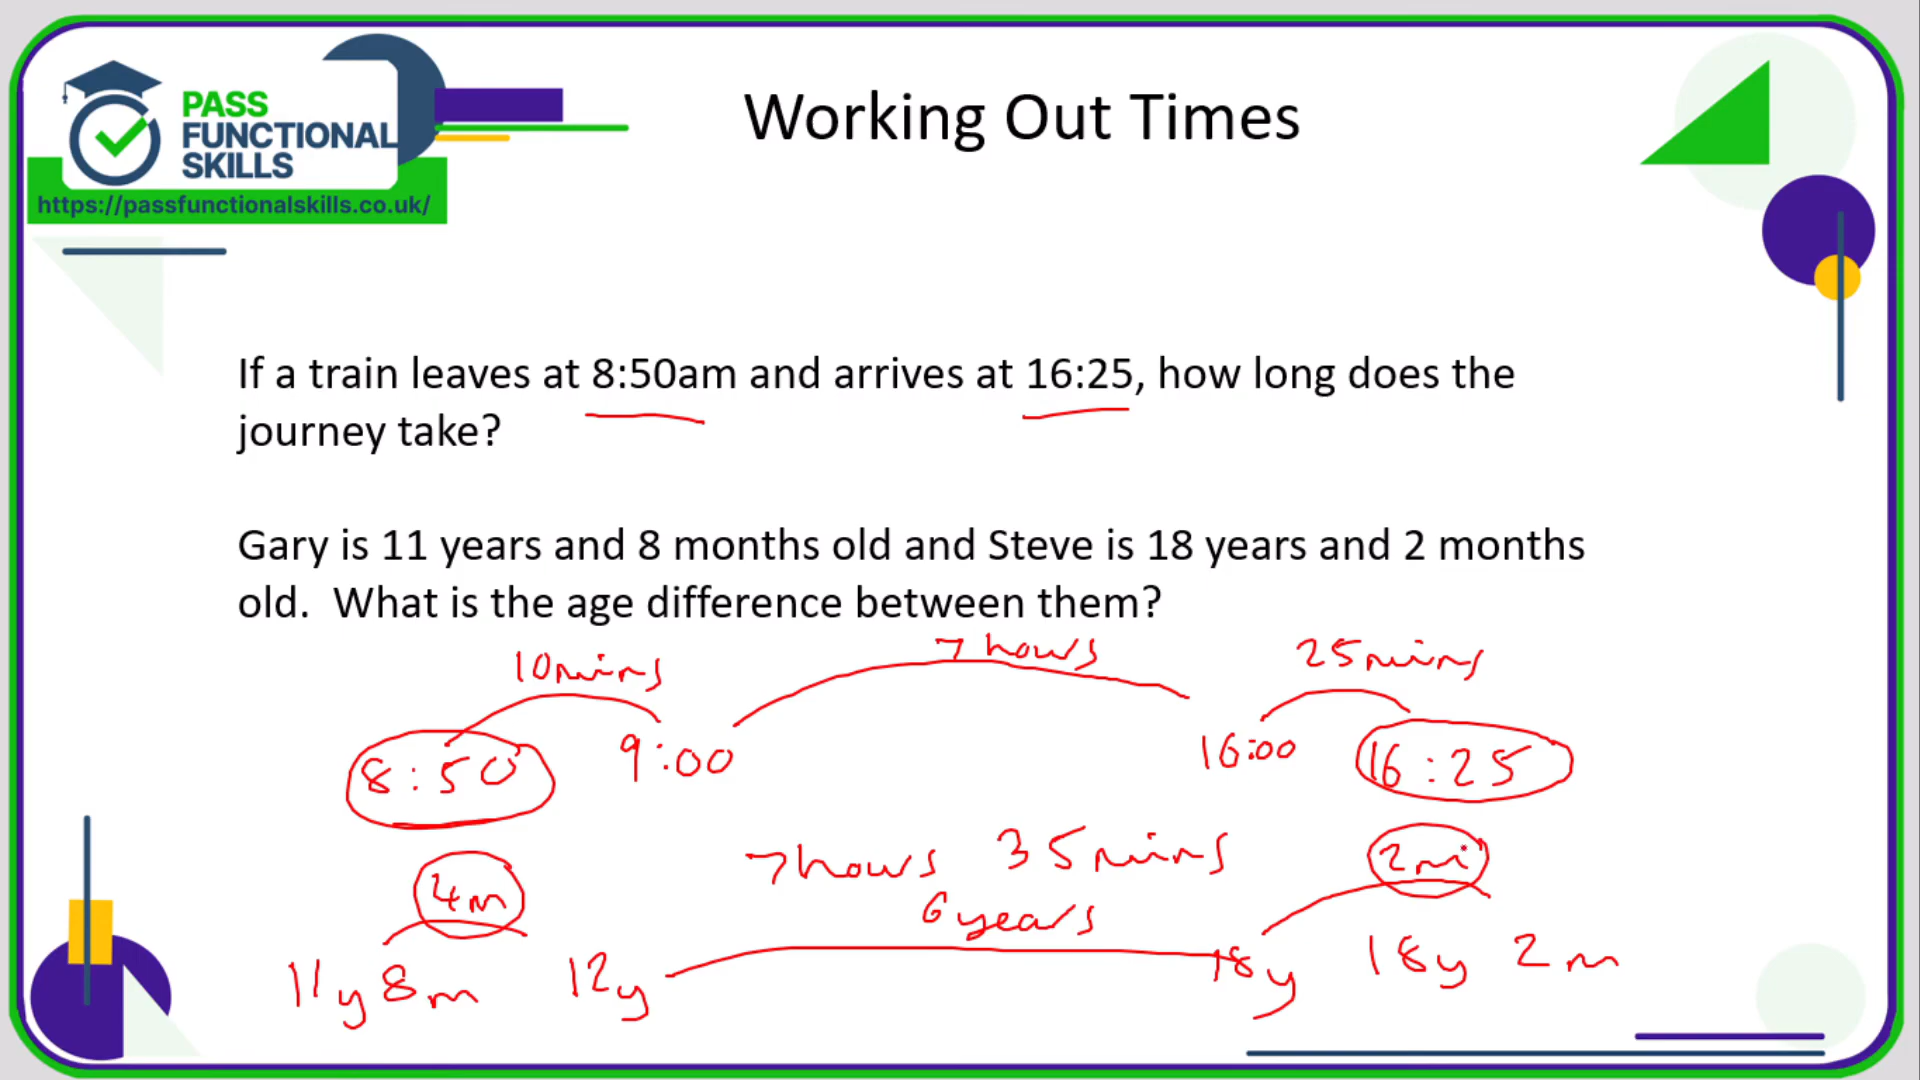 PASS
FUNCTIONAL
SKILLS
https://passfunctionalskills.co.uk/
Working Out Times
If a train leaves at 8:50am and arrives at 16:25, how long does the
journey take?
Gary is 11 years and 8 months old and Steve is 18 years and 2 months
old. What is the age difference between them?
10mins 7 hours 25mins
8:50 9:00 16:00 16:25
7hours 35mins
4m 6years 2m
11y 8m 12y 18y 18y 2m